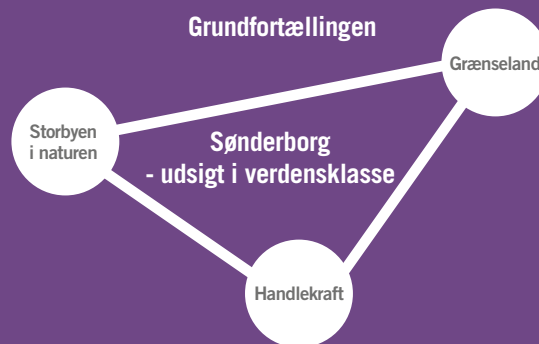 Grundfortællingen
Grænseland
Storbyen
i naturen
Sønderborg
- udsigt i verdensklasse
Handlekraft